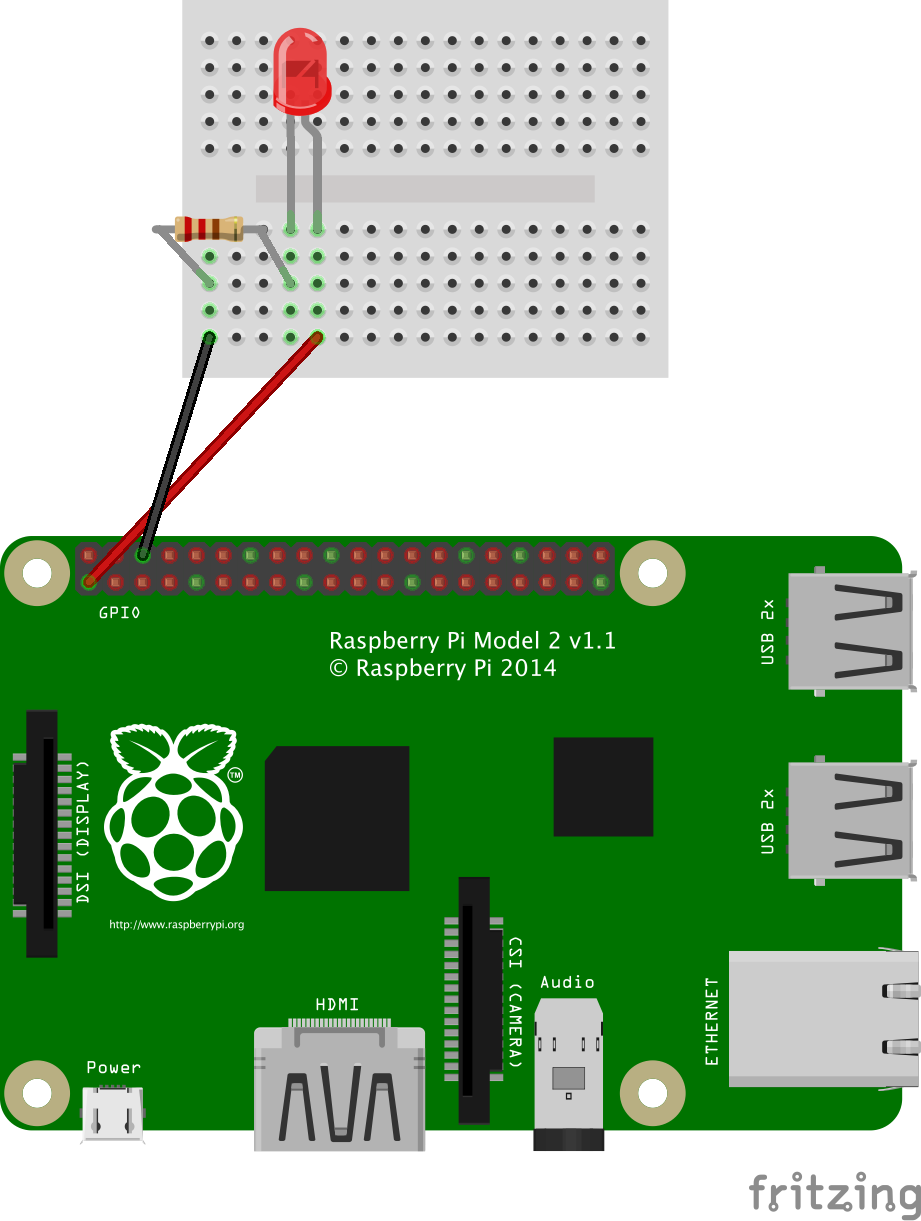 GPIO
Raspberry Pi Model 2 v1.1
© Raspberry Pi 2014
USB 2x
DSI (DISPLAY)
TM
USB 2x
http://www.raspberrypi.org
CSI (CAMERA)
Audio
ETHERNET
HDMI
Power
fritzing